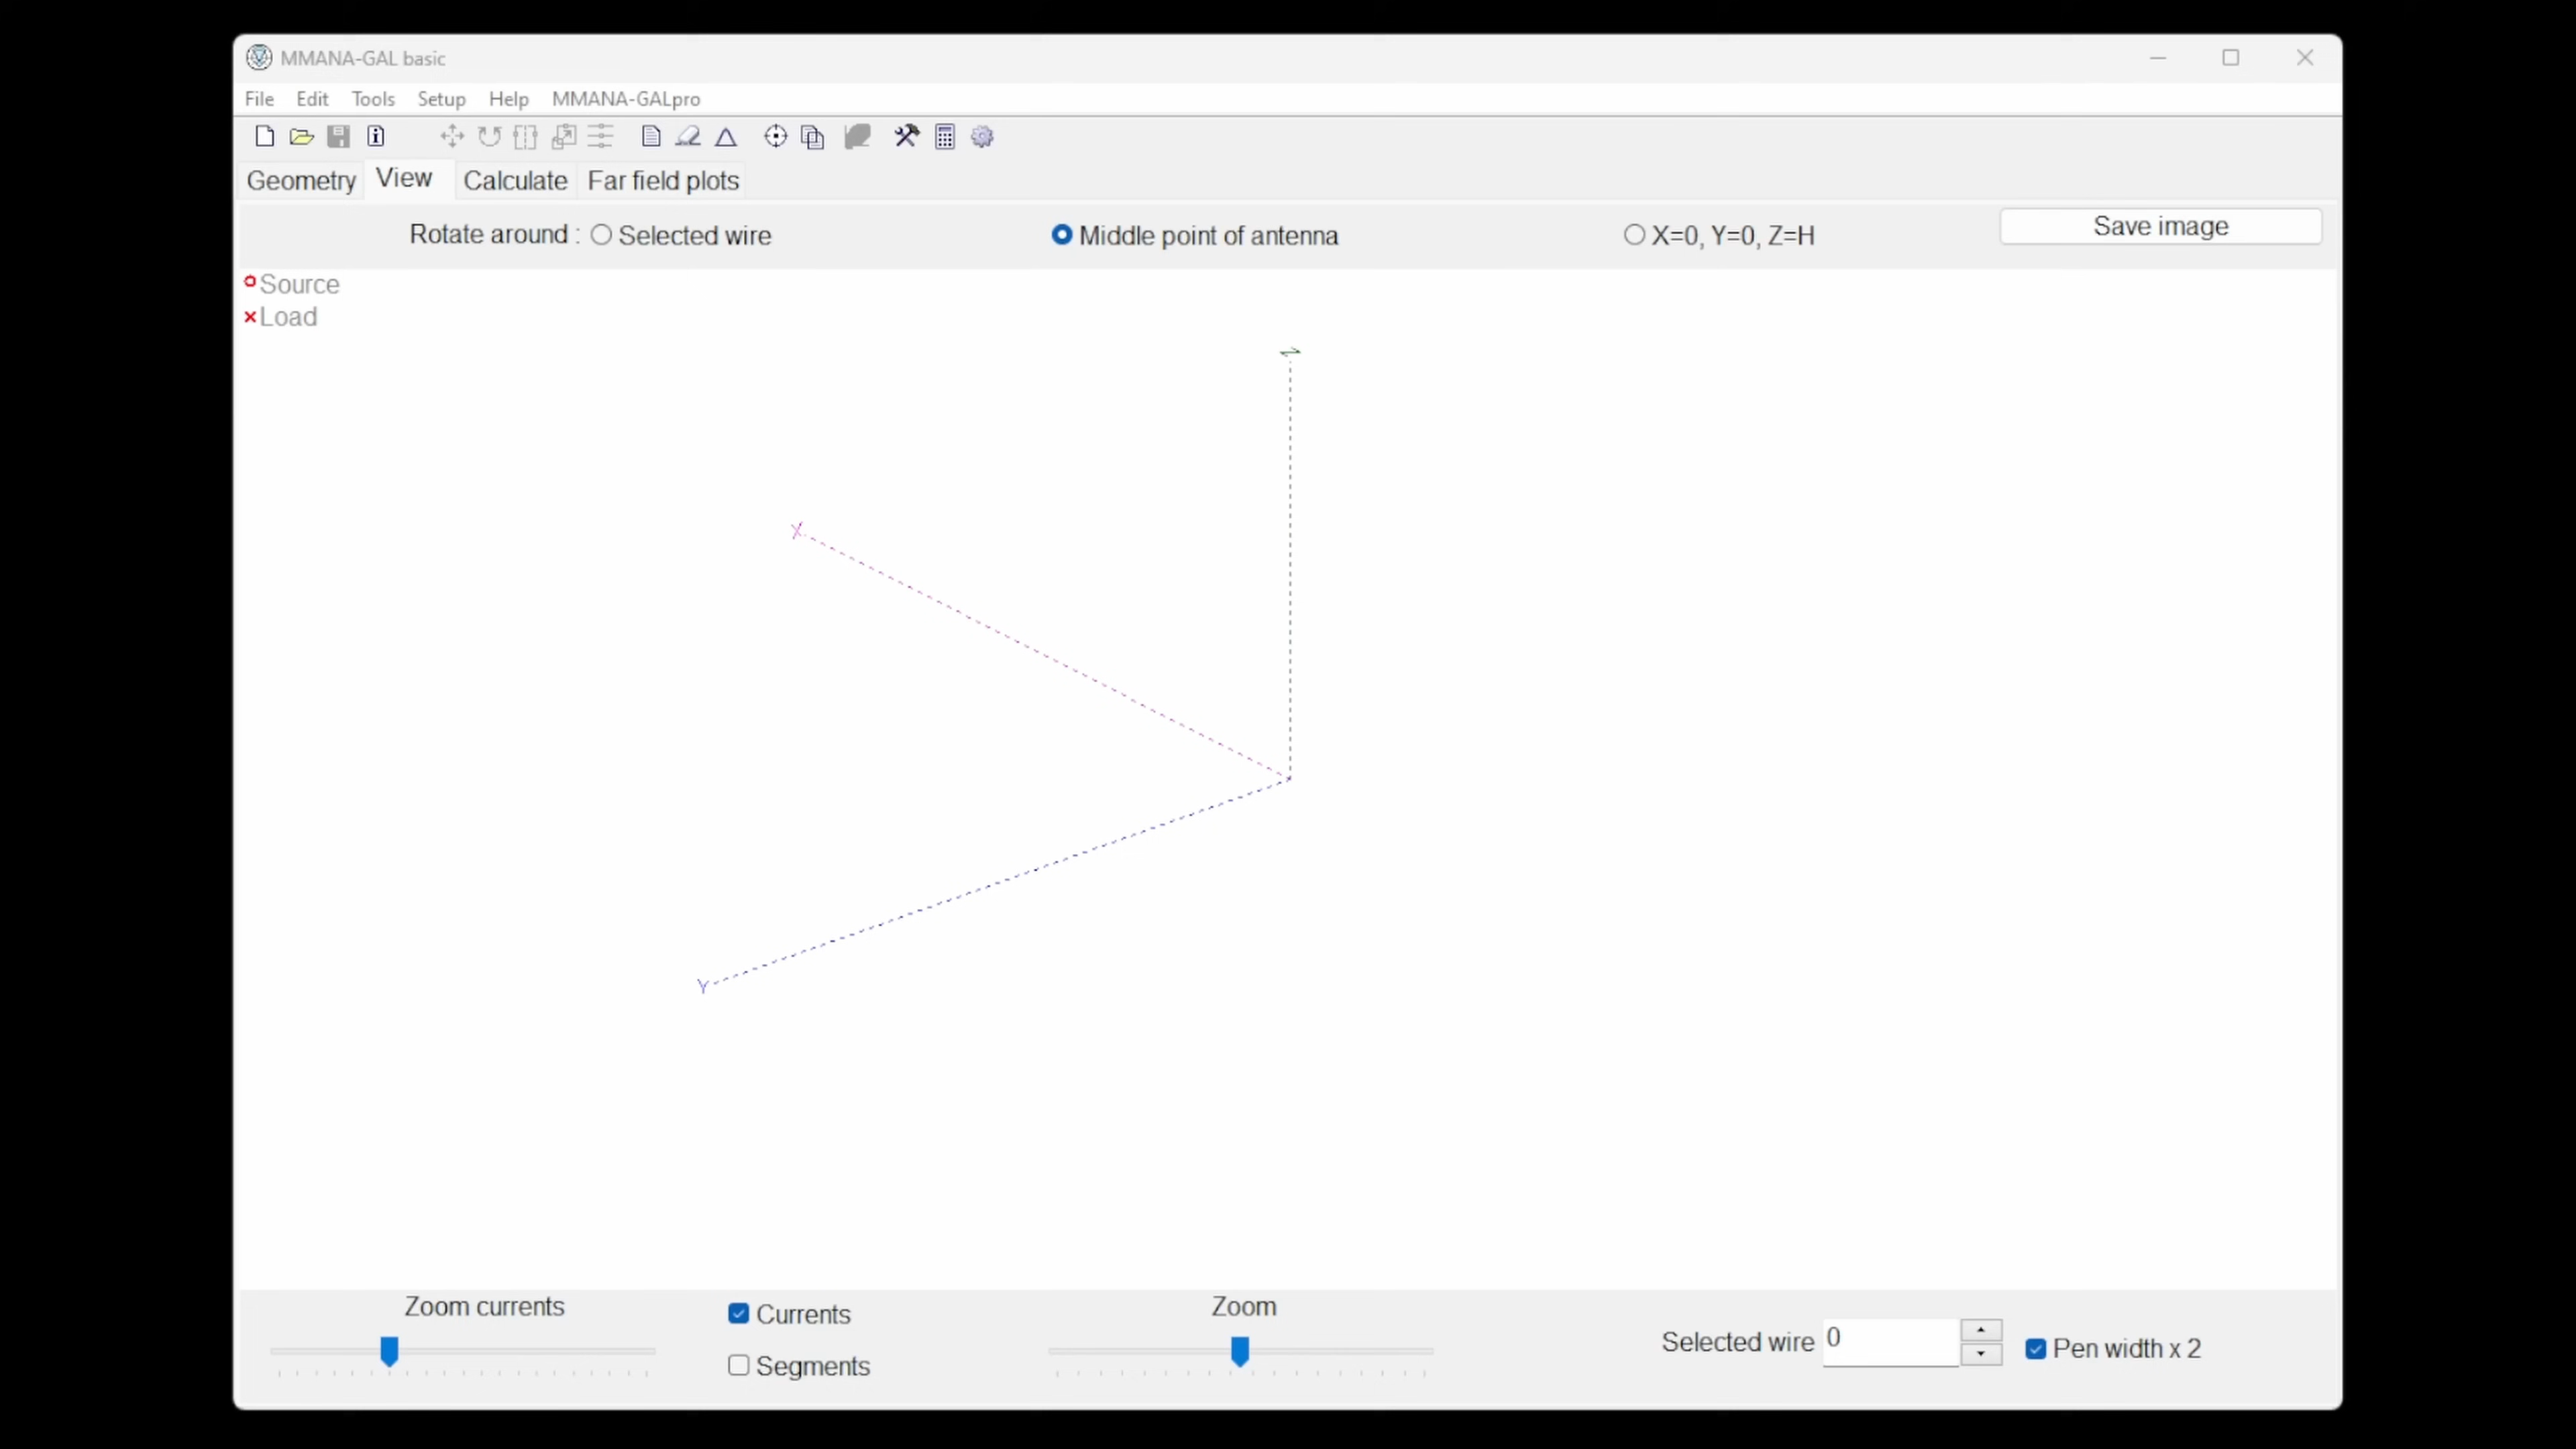 MMANA-GAL basic
File Edit Tools Setup Help MMANA-GALpro
Geometry View Calculate Far field plots
Rotate around : Selected wire Middle point of antenna X=0, Y=0, Z=H Save image
Source
Load
Z
X
Y
Zoom currents Currents Zoom Selected wire 0 Pen width x 2
Segments